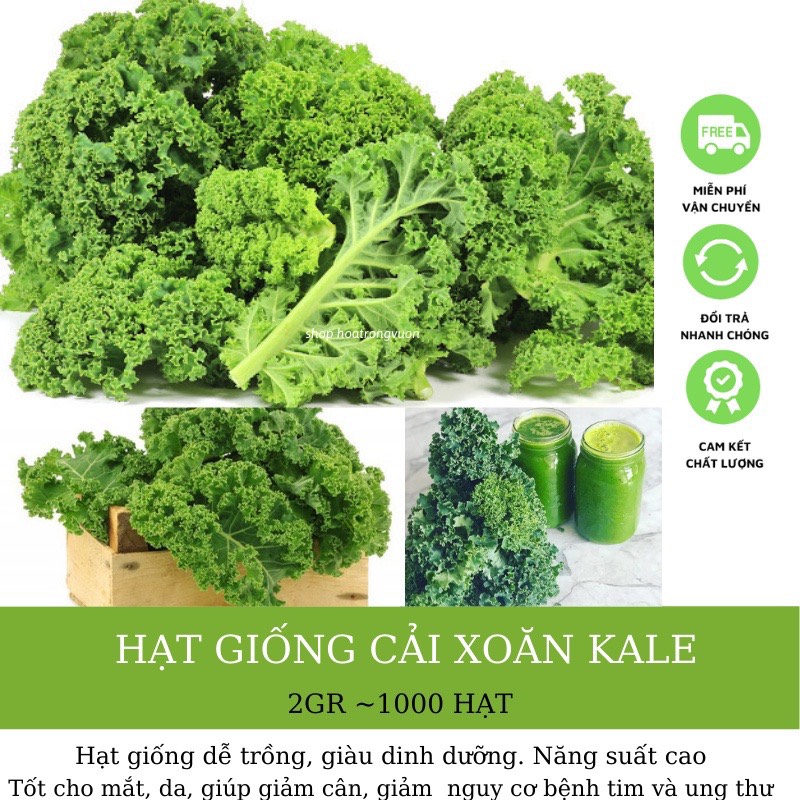 FREE
MIỄN PHÍ
VẬN CHUYỂN
ĐỔI TRẢ
NHANH CHÓNG
CAM KẾT
CHẤT LƯỢNG
shop hoatrongvuon
HẠT GIỐNG CẢI XOĂN KALE
2GR ~1000 HẠT
Hạt giống dễ trồng, giàu dinh dưỡng. Năng suất cao
Tốt cho mắt, da, giúp giảm cân, giảm  nguy cơ bệnh tim và ung thư